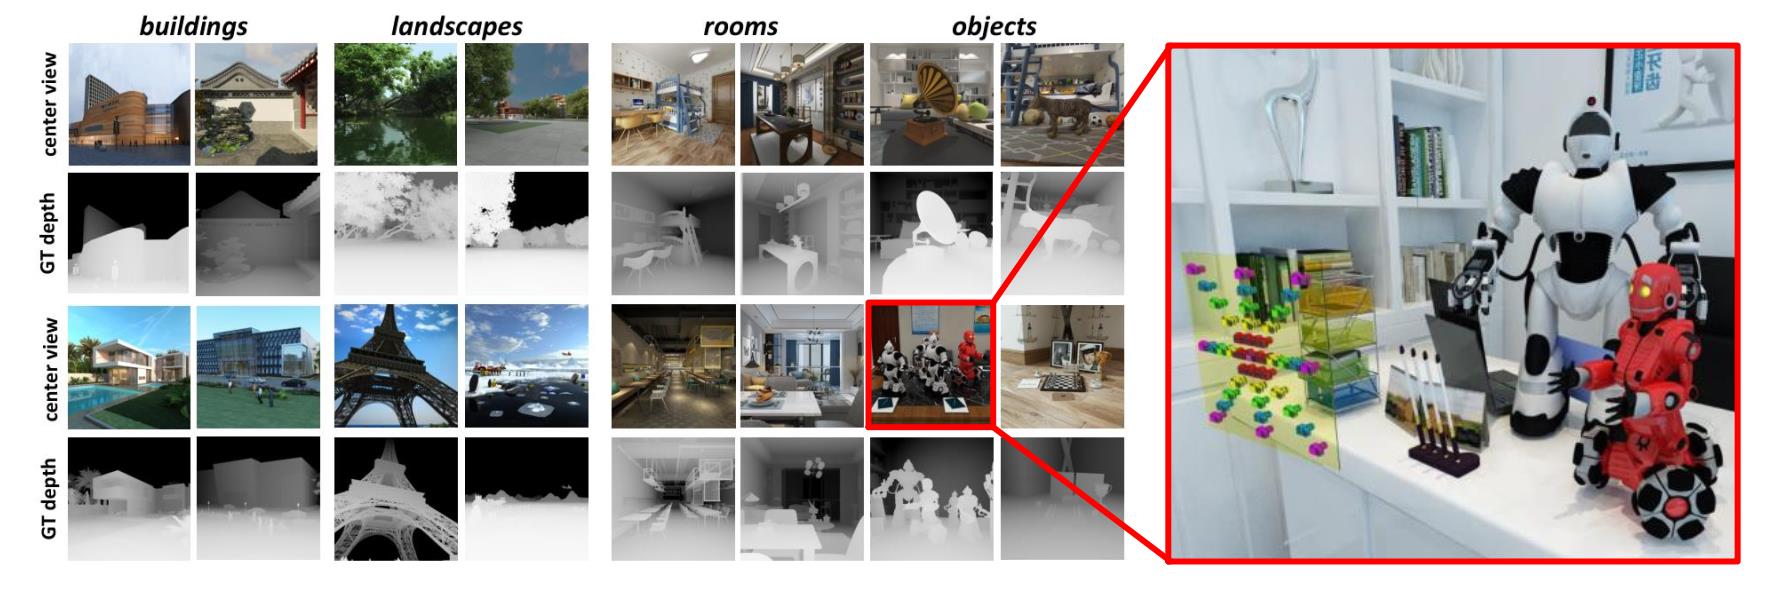 buildings
landscapes
rooms
objects
center view
GT depth
center view
GT depth